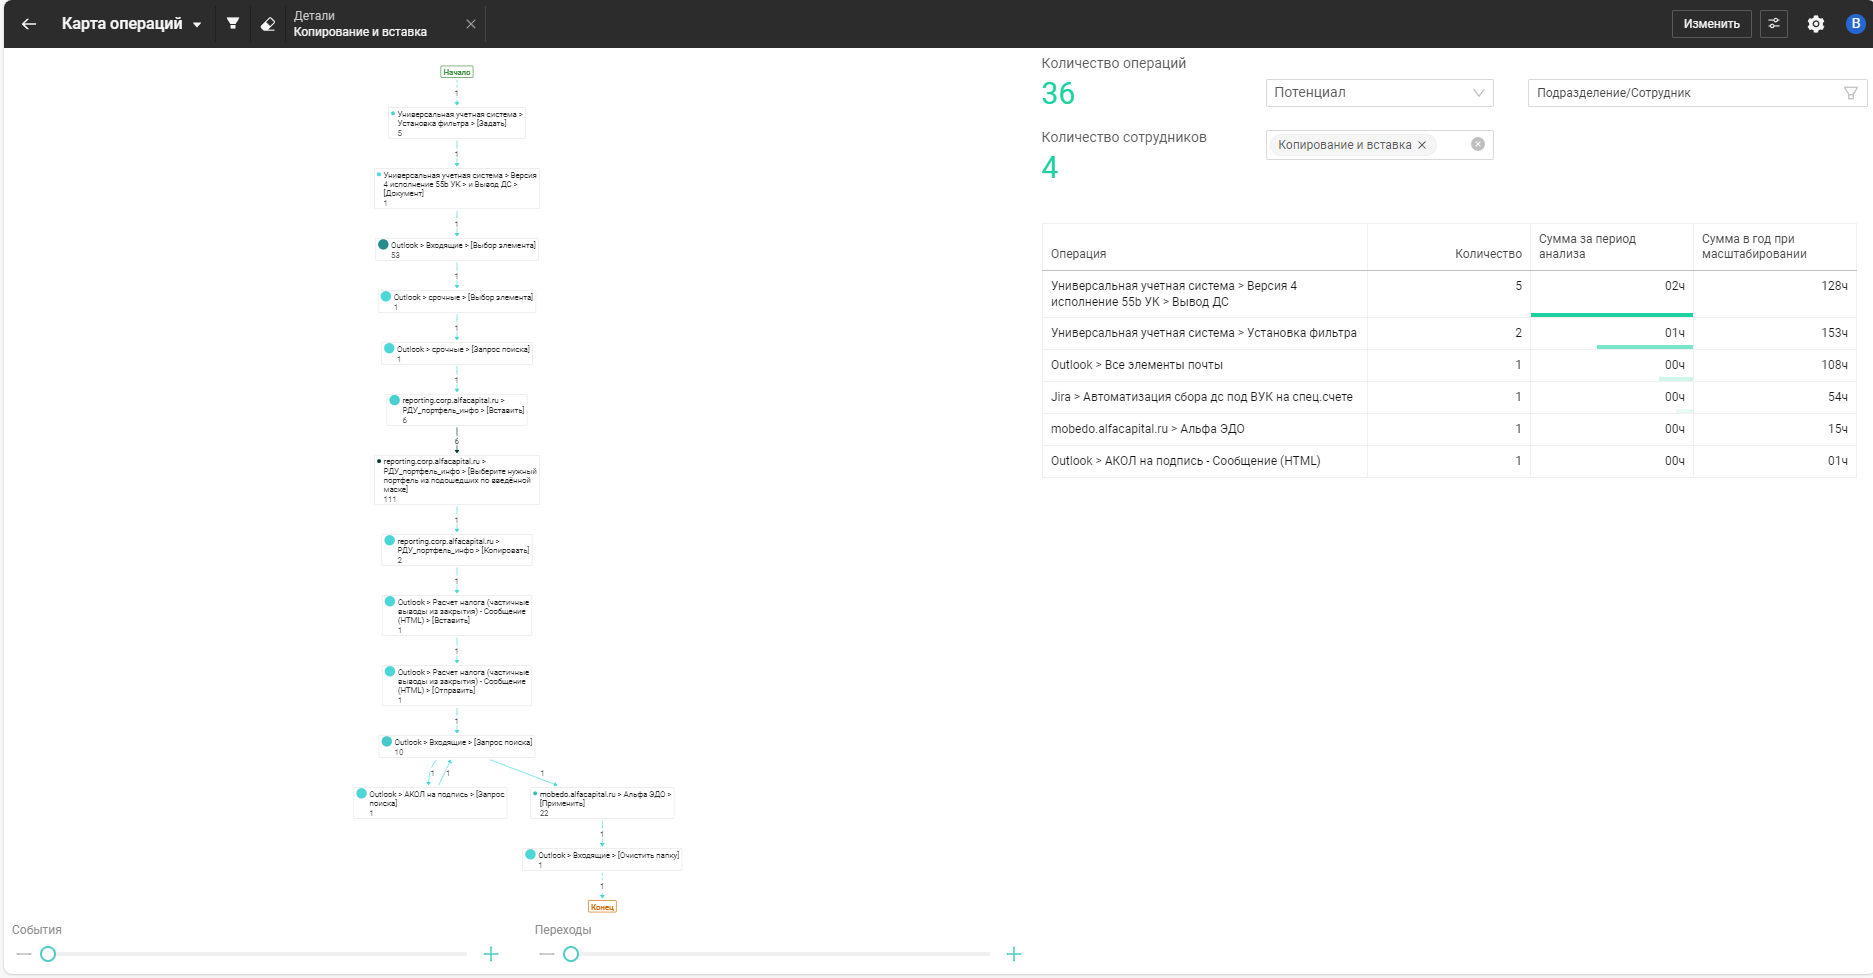 Карта операций
Детали
Копирование и вставка
Изменить
B
Начало
1
Универсальная учетная система >
Установка фильтра > [Задать]
5
1
Универсальная учетная система > Версия
4 исполнение 55b УК > и Вывод ДС >
[Документ]
1
1
Outlook > Входящие > [Выбор элемента]
53
1
Outlook > срочные > [Выбор элемента]
1
1
Outlook > срочные > [Запрос поиска]
1
1
reporting.corp.alfacapital.ru >
РДУ_портфель_инфо > [Вставить]
6
6
reporting.corp.alfacapital.ru >
РДУ_портфель_инфо > [Выберите нужный
портфель из подошедших по введённой
маске]
111
1
reporting.corp.alfacapital.ru >
РДУ_портфель_инфо > [Копировать]
2
1
Outlook > Расчет налога (частичные
выводы из закрытия) - Сообщение
(HTML) > [Вставить]
1
1
Outlook > Расчет налога (частичные
выводы из закрытия) - Сообщение
(HTML) > [Отправить]
1
1
Outlook > Входящие > [Запрос поиска]
10
1 1 1
Outlook > АКОЛ на подпись > [Запрос
поиска]
1
mobedo.alfacapital.ru > Альфа ЭДО >
[Применить]
22
1
Outlook > Входящие > [Очистить папку]
1
1
Конец
События
Переходы
Количество операций
36
Потенциал
Подразделение/Сотрудник
Количество сотрудников
4
Копирование и вставка
Операция Количество Сумма за период анализа Сумма в год при масштабировании
Универсальная учетная система > Версия 4
исполнение 55b УК > Вывод ДС 5 02ч 128ч
Универсальная учетная система > Установка фильтра 2 01ч 153ч
Outlook > Все элементы почты 1 00ч 108ч
Jira > Автоматизация сбора дс под ВУК на спец.счете 1 00ч 54ч
mobedo.alfacapital.ru > Альфа ЭДО 1 00ч 15ч
Outlook > АКОЛ на подпись - Сообщение (HTML) 1 00ч 01ч